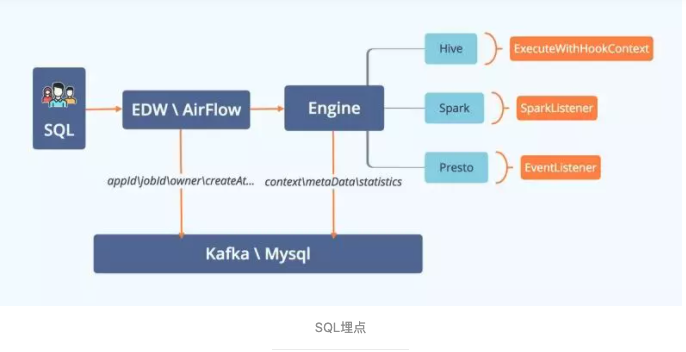 SQL
EDW \ AirFlow
Engine
Hive
ExecuteWithHookContext
Spark
SparkListener
Presto
EventListener
appId\jobId\owner\createAt...
context\metaData\statistics
Kafka \ Mysql
SQL埋点